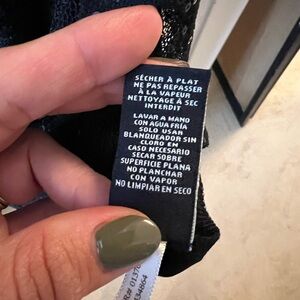 SÉCHER À PLAT
NE PAS REPASSER
À LA VAPEUR
NETTOYAGE À SEC
INTERDIT
LAVAR A MANO
CON AGUA FRÍA
SOLO USAR
BLANQUEADOR SIN
CLORO EN
CASO NECESARIO
SECAR SOBRE
SUPERFICIE PLANA
NO PLANCHAR
CON VAPOR
NO LIMPIAR EN SECO